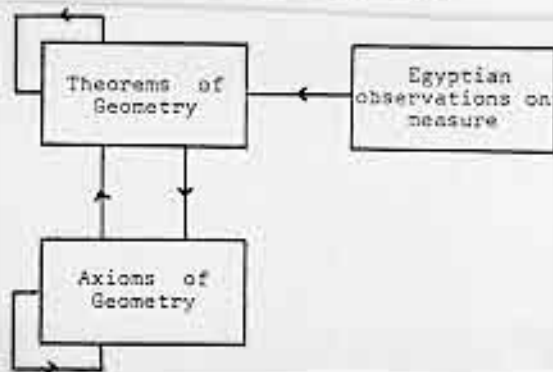 Theorems of
Geometry
Egyptian
observations on
measure
Axioms of
Geometry